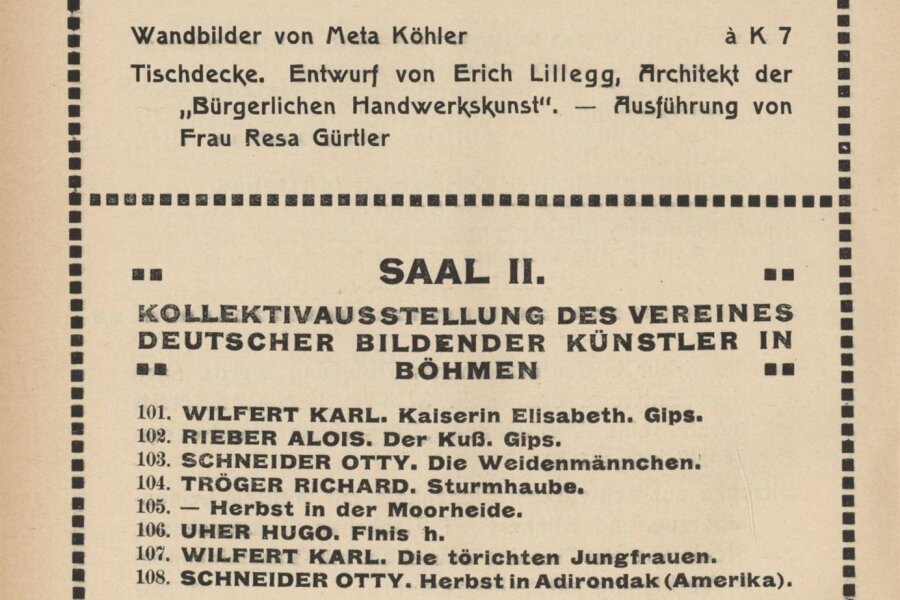 Wandbilder von Meta Köhler à K 7
Tischdecke. Entwurf von Erich Lillegg, Architekt der
„Bürgerlichen Handwerkskunst“. — Ausführung von
Frau Resa Gürtler
SAAL II.
KOLLEKTIVAUSSTELLUNG DES VEREINES
DEUTSCHER BILDENDER KÜNSTLER IN
BÖHMEN
101. WILFERT KARL. Kaiserin Elisabeth. Gips.
102. RIEBER ALOIS. Der Kuß. Gips.
103. SCHNEIDER OTTY. Die Weidenmännchen.
104. TRÖGER RICHARD. Sturmhaube.
105. — Herbst in der Moorheide.
106. UHER HUGO. Finis h.
107. WILFERT KARL. Die törichten Jungfrauen.
108. SCHNEIDER OTTY. Herbst in Adirondak (Amerika).